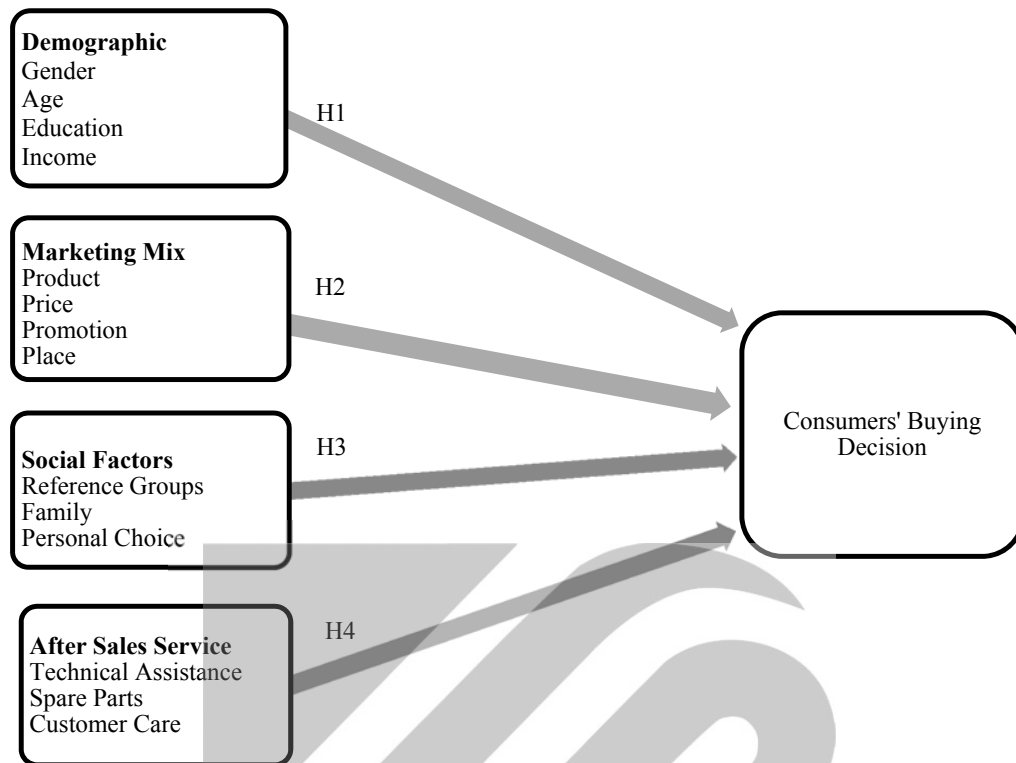 Demographic
Gender
Age
Education
Income
H1
Marketing Mix
Product
Price
Promotion
Place
H2
Social Factors
Reference Groups
Family
Personal Choice
H3
After Sales Service
Technical Assistance
Spare Parts
Customer Care
H4
Consumers' Buying
Decision